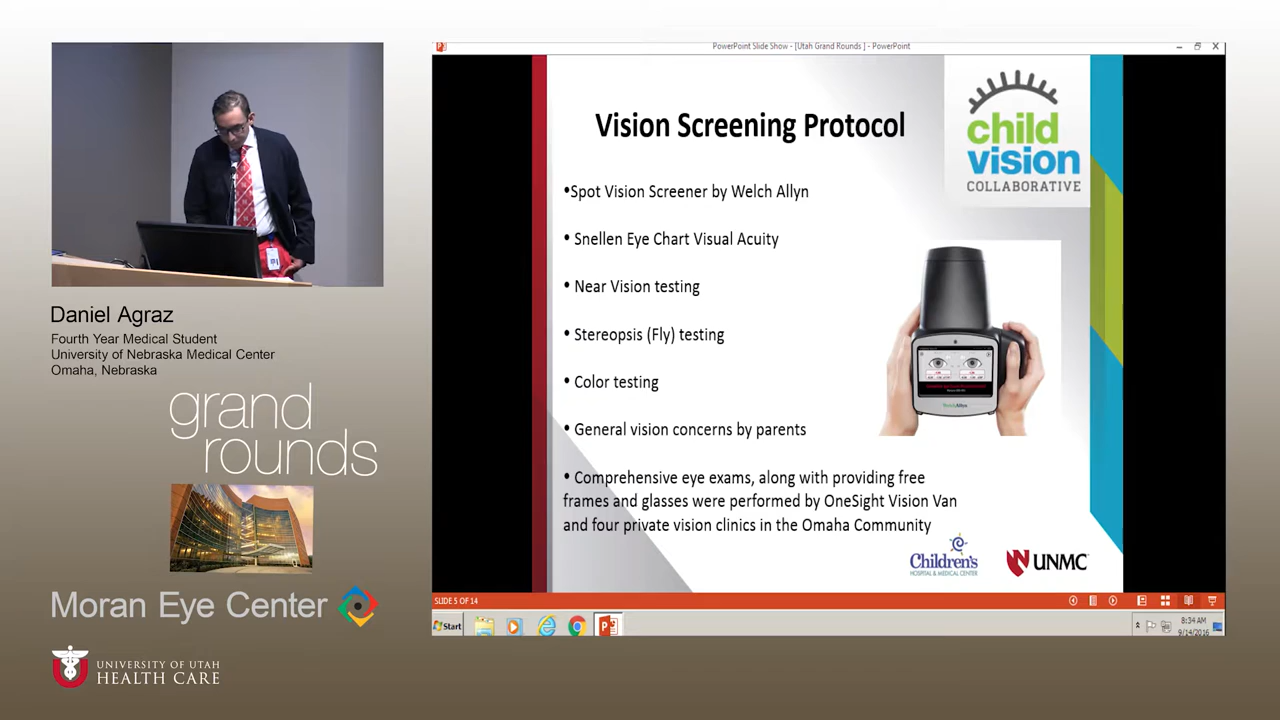 PowerPoint Slide Show - [Utah Grand Rounds ] - PowerPoint
Vision Screening Protocol
child
vision
COLLABORATIVE
•Spot Vision Screener by Welch Allyn
• Snellen Eye Chart Visual Acuity
• Near Vision testing
• Stereopsis (Fly) testing
• Color testing
• General vision concerns by parents
• Comprehensive eye exams, along with providing free
frames and glasses were performed by OneSight Vision Van
and four private vision clinics in the Omaha Community
WelchAllyn
Children's
HOSPITAL & MEDICAL CENTER
UNMC
SLIDE 5 OF 14
Start
8:34 AM
9/14/2016
Daniel Agraz
Fourth Year Medical Student
University of Nebraska Medical Center
Omaha, Nebraska
grand
rounds
Moran Eye Center
UNIVERSITY OF UTAH
HEALTH CARE